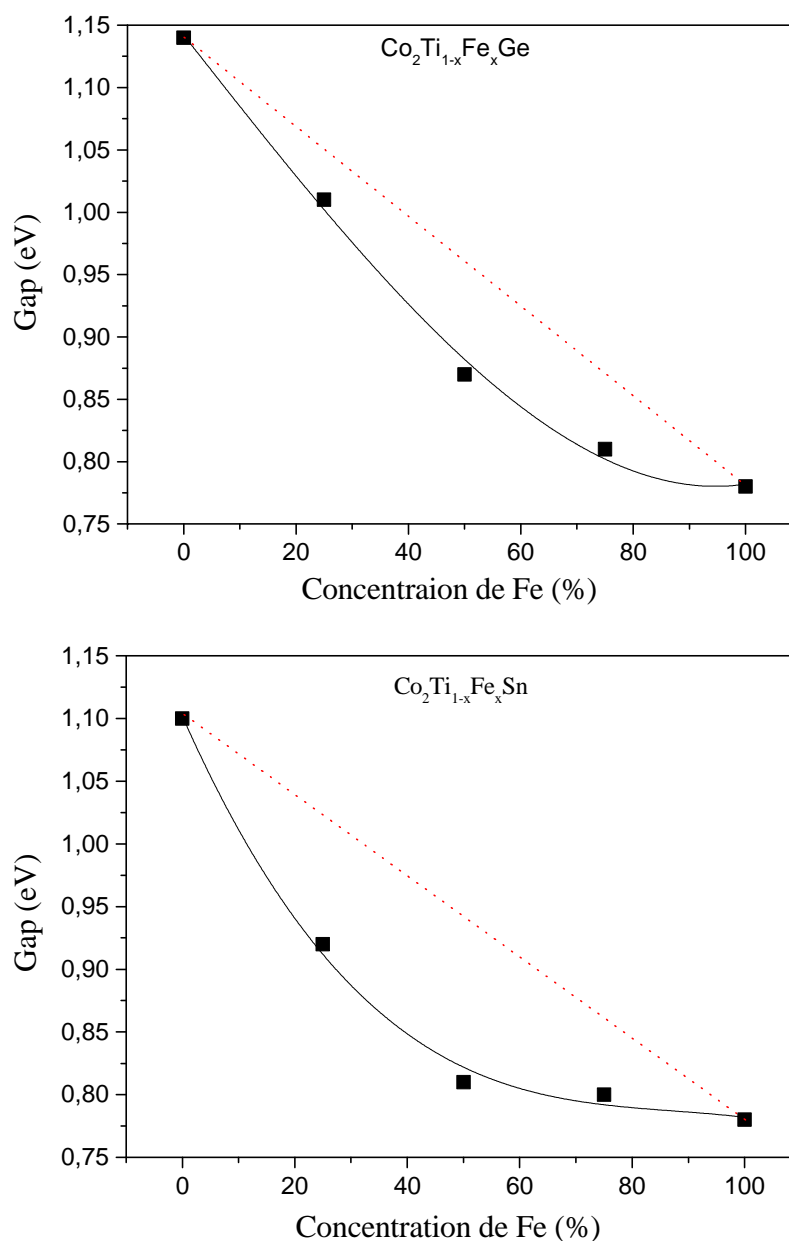 1,15
Co2Ti1-xFexGe
1,10
1,05
1,00
0,95
0,90
0,85
0,80
0,75
Gap (eV)
0 20 40 60 80 100
Concentraion de Fe (%)
1,15
Co2Ti1-xFexSn
1,10
1,05
1,00
0,95
0,90
0,85
0,80
0,75
Gap (eV)
0 20 40 60 80 100
Concentration de Fe (%)